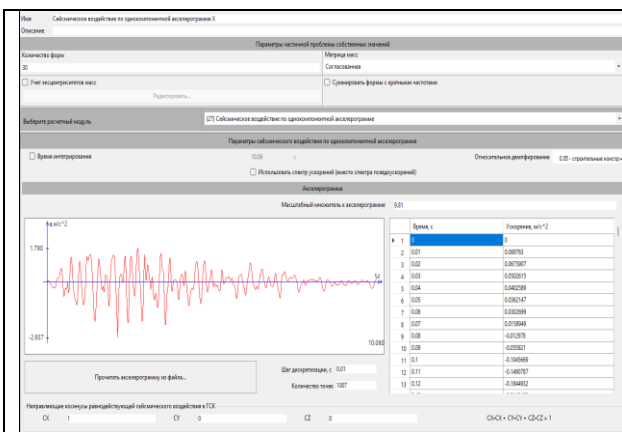 Имя Сейсмическое воздействие по однокомпонентной акселерограмме X
Описание
Параметры частичной проблемы собственных значений
Количество форм Матрица масс
30 Согласованная
Учет эксцентриситетов масс Суммировать формы с кратными частотами
Редактировать...
Выберите расчетный модуль (27) Сейсмическое воздействие по однокомпонентной акселерограмме
Параметры сейсмического воздействия по однокомпонентной акселерограмме
Время интегрирования 10.06 с Относительное демпфирование 0.05 - строительные констр
Использовать спектр ускорений (вместо спектра псевдоускорений)
Акселерограмма
Масштабный множитель к акселерограмме 9.81
Время, с Ускорение, м/с^2
1 0 0
2 0.01 0.069763
3 0.02 0.0675907
4 0.03 0.0502615
5 0.04 0.0402589
6 0.05 0.0362147
7 0.06 0.0302699
8 0.07 0.0158949
9 0.08 -0.012978
10 0.09 -0.055921
11 0.1 -0.1045669
12 0.11 -0.1490787
13 0.12 -0.1844932
1.790
-2.937
10.060
Прочитать акселерограмму из файла...
Шаг дискретизации, с 0.01
Количество точек 1007
Направляющие косинусы равнодействующей сейсмического воздействия в ГСК
CX 1 CY 0 CZ 0 CX*CX + CY*CY + CZ*CZ = 1